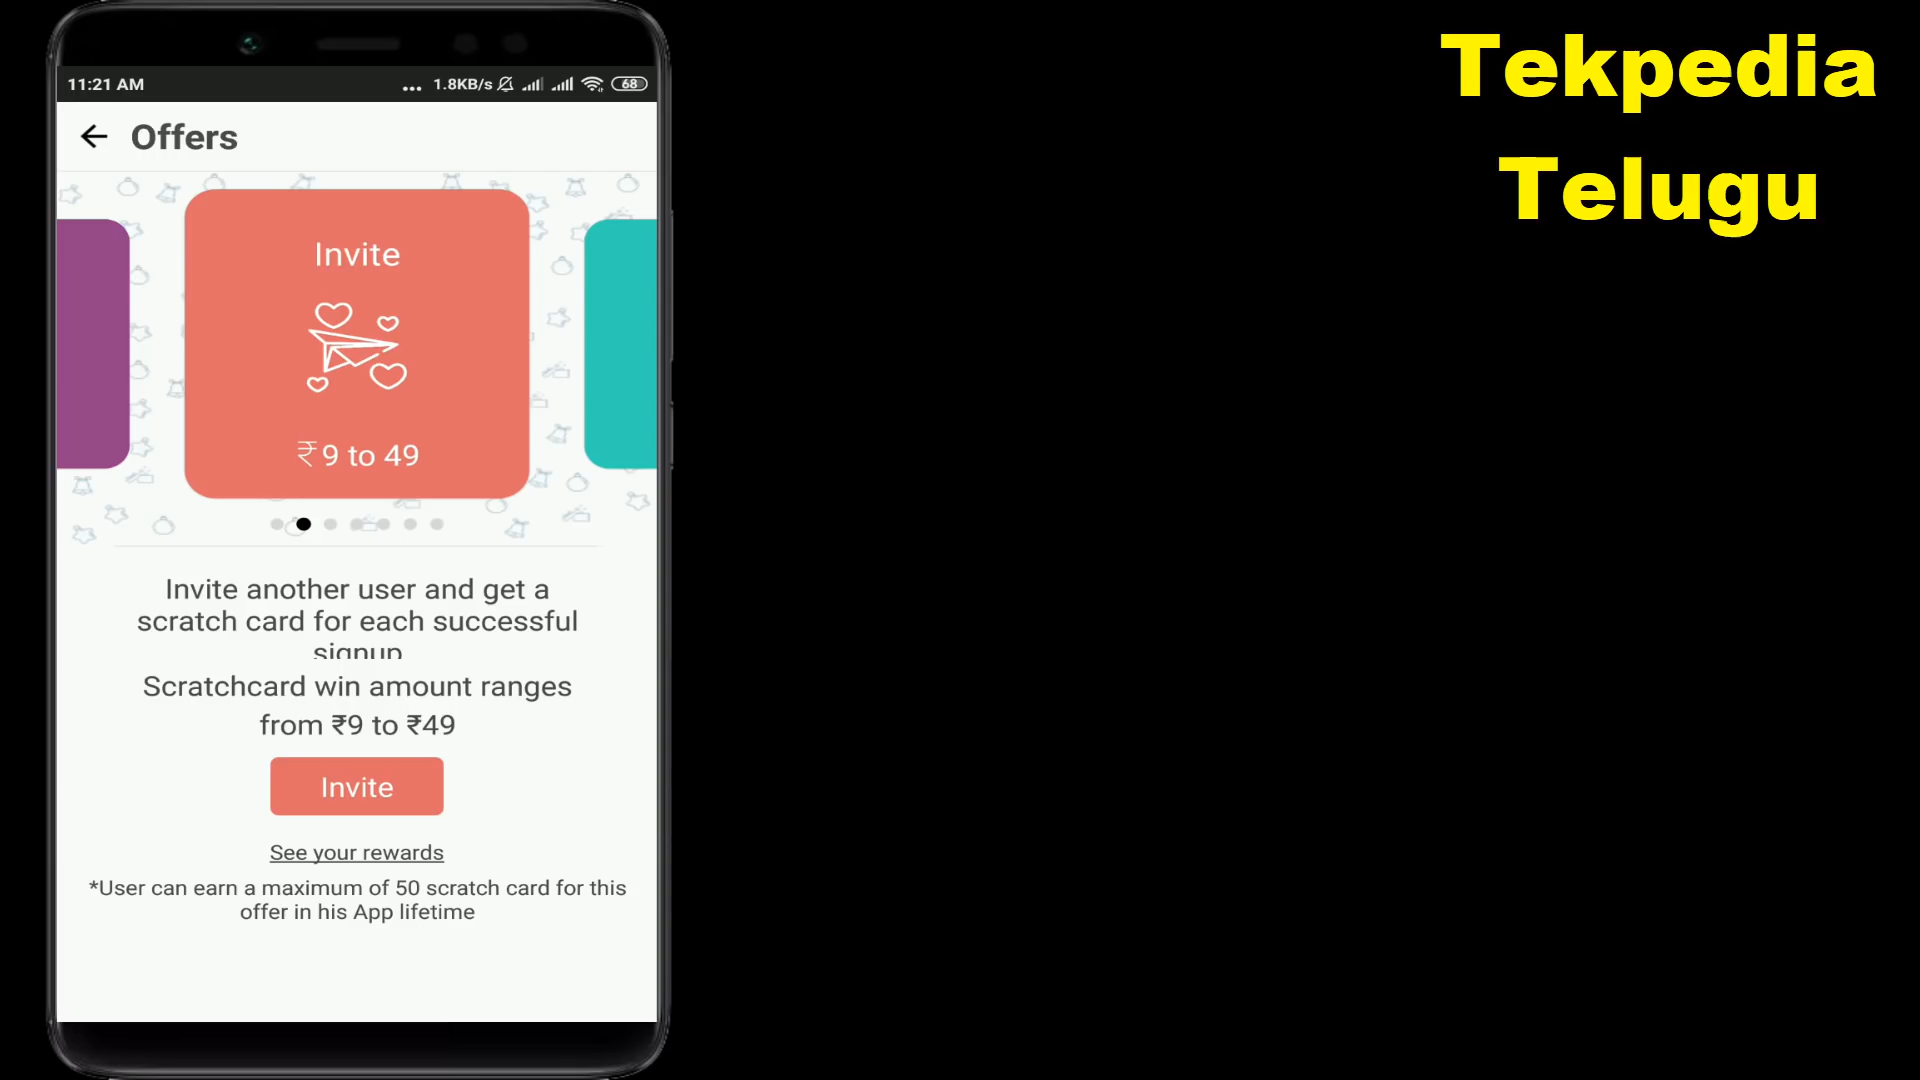 11:21 AM
... 1.8KB/s 68
Offers
Invite
₹9 to 49
Invite another user and get a
scratch card for each successful
signup
Scratchcard win amount ranges
from ₹9 to ₹49
Invite
See your rewards
*User can earn a maximum of 50 scratch card for this
offer in his App lifetime
Tekpedia
Telugu